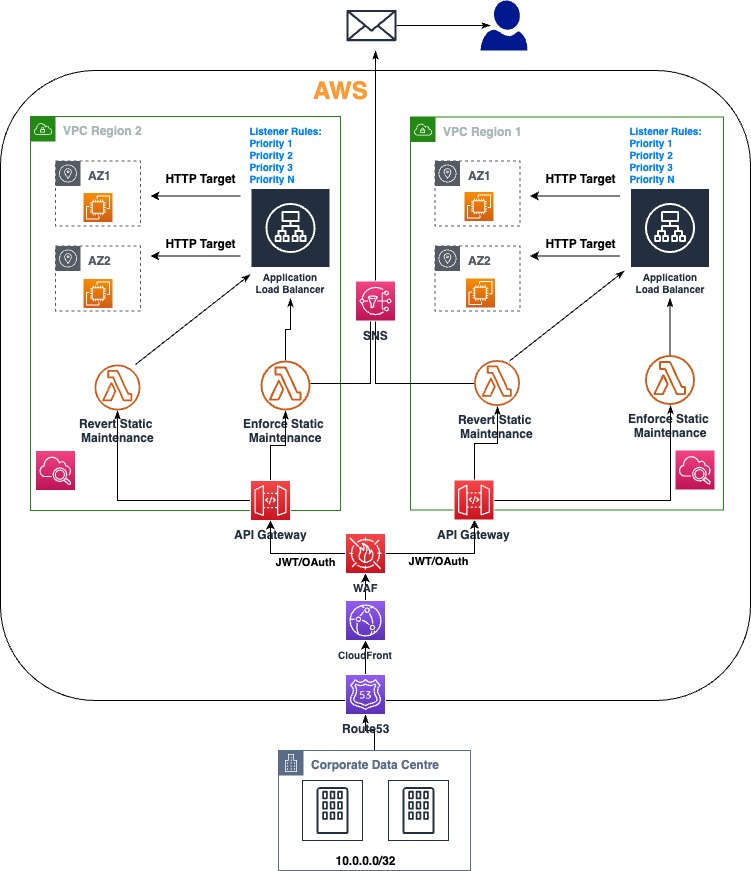 AWS
VPC Region 2
Listener Rules:
Priority 1
Priority 2
Priority 3
Priority N
AZ1
HTTP Target
AZ2
HTTP Target
Application
Load Balancer
Revert Static
Maintenance
Enforce Static
Maintenance
API Gateway
SNS
VPC Region 1
Listener Rules:
Priority 1
Priority 2
Priority 3
Priority N
AZ1
HTTP Target
AZ2
HTTP Target
Application
Load Balancer
Revert Static
Maintenance
Enforce Static
Maintenance
API Gateway
JWT/OAuth
JWT/OAuth
WAF
CloudFront
53
Route53
Corporate Data Centre
10.0.0.0/32